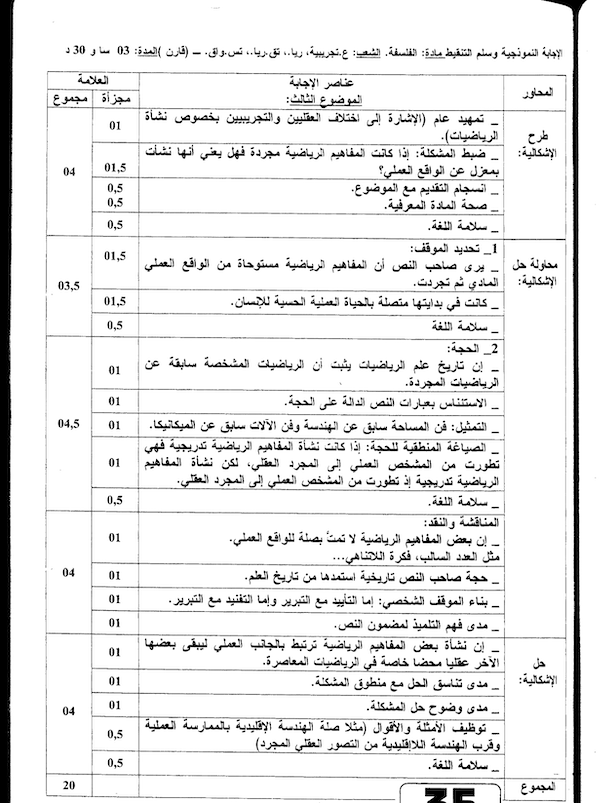 الإجابة النموذجية وسلم التنقيط مادة: الفلسفة. الشعب: ع.تجريبية، ريا.، تق.ريا.، تس.واق. ــ (قارن )المدة: 03 سا و 30 د
المحاور
عناصر الإجابة
العلامة
الموضوع الثالث:
مجزأة
مجموع
طرح الإشكالية:
_ تمهيد عام (الإشارة إلى اختلاف العقليين والتجريبيين بخصوص نشأة
الرياضيات).
01
_ ضبط المشكلة: إذا كانت المفاهيم الرياضية مجردة فهل يعني أنها نشأت
بمعزل عن الواقع العملي؟
01,5
_ انسجام التقديم مع الموضوع.
0,5
_ صحة المادة المعرفية.
0,5
_ سلامة اللغة.
0,5
04
محاولة حل الإشكالية:
1_ تحديد الموقف:
_ يرى صاحب النص أن المفاهيم الرياضية مستوحاة من الواقع العملي
المادي ثم تجردت.
01,5
_ كانت في بدايتها متصلة بالحياة العملية الحسية للإنسان.
01,5
_ سلامة اللغة
0,5
03,5
2_ الحجة:
_ إن تاريخ علم الرياضيات يثبت أن الرياضيات المشخصة سابقة عن
الرياضيات المجردة.
01
_ الاستئناس بعبارات النص الدالة على الحجة.
01
_ التمثيل: فن المساحة سابق عن الهندسة وفن الآلات سابق عن الميكانيكا.
01
_ الصياغة المنطقية للحجة: إذا كانت نشأة المفاهيم الرياضية تدريجية فهي
تطورت من المشخص العملي إلى المجرد العقلي، لكن نشأة المفاهيم
الرياضية تدريجية إذ تطورت من المشخص العملي إلى المجرد العقلي.
01
_ سلامة اللغة.
0,5
04,5
المناقشة والنقد:
_ إن بعض المفاهيم الرياضية لا تمتّ بصلة للواقع العملي.
مثل العدد السالب، فكرة اللاتناهي...
01
_ حجة صاحب النص تاريخية استمدها من تاريخ العلم.
01
_ بناء الموقف الشخصي: إما التأييد مع التبرير وإما التفنيد مع التبرير.
01
_ مدى فهم التلميذ لمضمون النص.
01
04
حل الإشكالية:
_ إن نشأة بعض المفاهيم الرياضية ترتبط بالجانب العملي ليبقى بعضها
الآخر عقليا محضا خاصة في الرياضيات المعاصرة.
01
_ مدى تناسق الحل مع منطوق المشكلة.
01
_ مدى وضوح حل المشكلة.
01
_ توظيف الأمثلة والأقوال (مثلا صلة الهندسة الإقليدية بالممارسة العملية
وقرب الهندسة اللاإقليدية من التصور العقلي المجرد)
0,5
_ سلامة اللغة.
0,5
04
المجموع
20
35